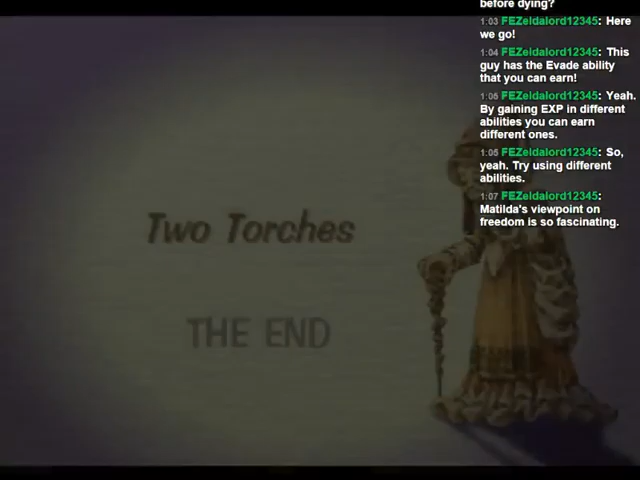 before dying?
1:03 FEZeldalord12345: Here
we go!
1:04 FEZeldalord12345: This
guy has the Evade ability
that you can earn!
1:05 FEZeldalord12345: Yeah.
By gaining EXP in different
abilities you can earn
different ones.
1:05 FEZeldalord12345: So,
yeah. Try using different
abilities.
1:07 FEZeldalord12345:
Matilda's viewpoint on
freedom is so fascinating.
Two Torches
THE END